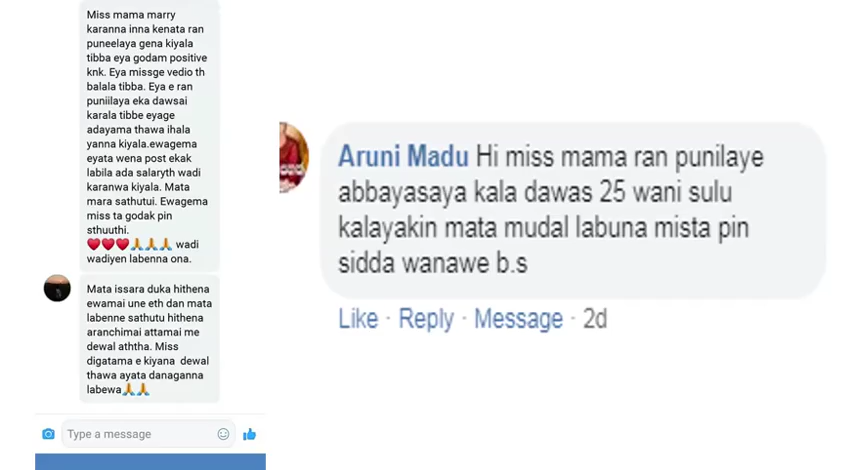 Miss mama marry
karanna inna kenata ran
puneelaya gena kiyala
tibba eya godam positive
knk. Eya missge vedio th
balala tibba. Eya e ran
puniilaya eka dawsai
karala tibbe eyage
adayama thawa ihala
yanna kiyala.ewagema
eyata wena post ekak
labila ada salaryth wadi
karanwa kiyala. Mata
mara sathutui. Ewagema
miss ta godak pin
sthuuthi.
❤️❤️❤️🙏🙏🙏 wadi
wadiyen labenna ona.
Mata issara duka hithena
ewamai une eth dan mata
labenne sathutu hithena
aranchimai attamai me
dewal aththa. Miss
digatama e kiyana dewal
thawa ayata danaganna
labewa🙏🙏
Type a message
Aruni Madu Hi miss mama ran punilaye
abbayasaya kala dawas 25 wani sulu
kalayakin mata mudal labuna mista pin
sidda wanawe b.s
Like · Reply · Message · 2d